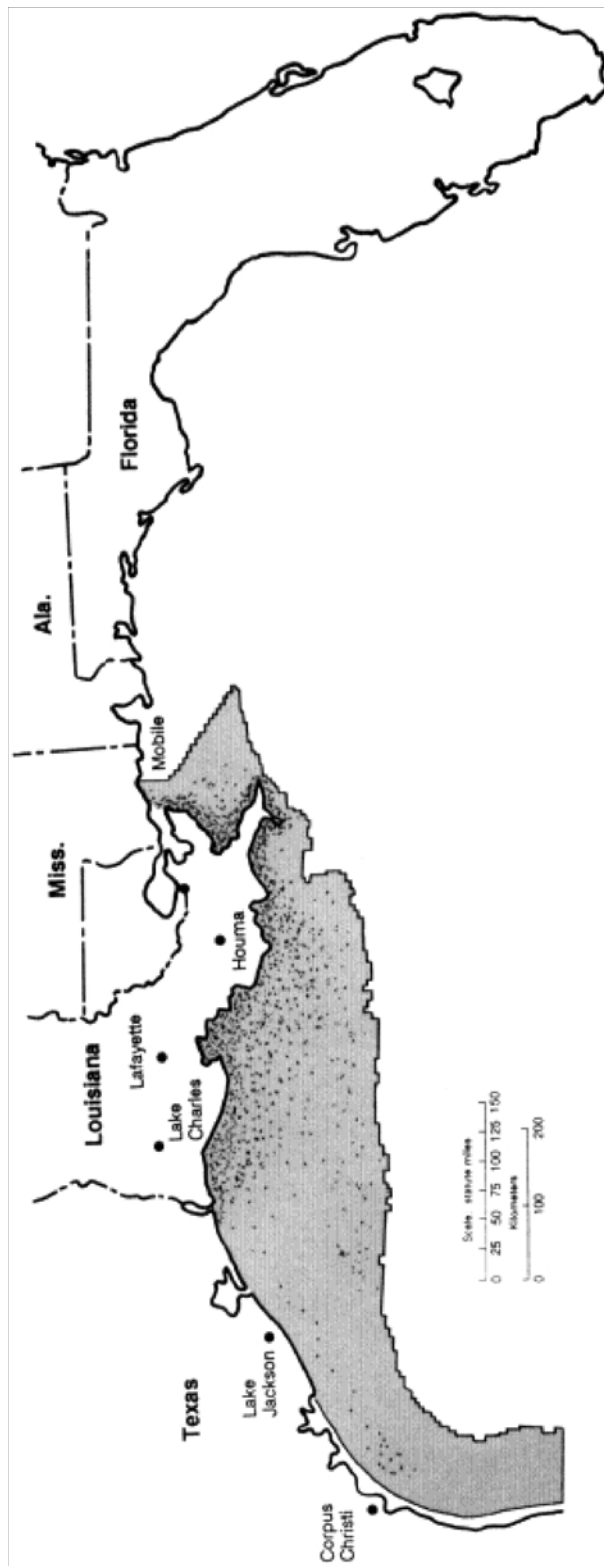 Texas
Louisiana
Miss.
Ala.
Florida
Corpus
Christi
Lake
Jackson
Lake
Charles
Lafayette
Houma
Mobile
Scale statute miles
0 25 50 75 100 125 150
Kilometers
0 100 200